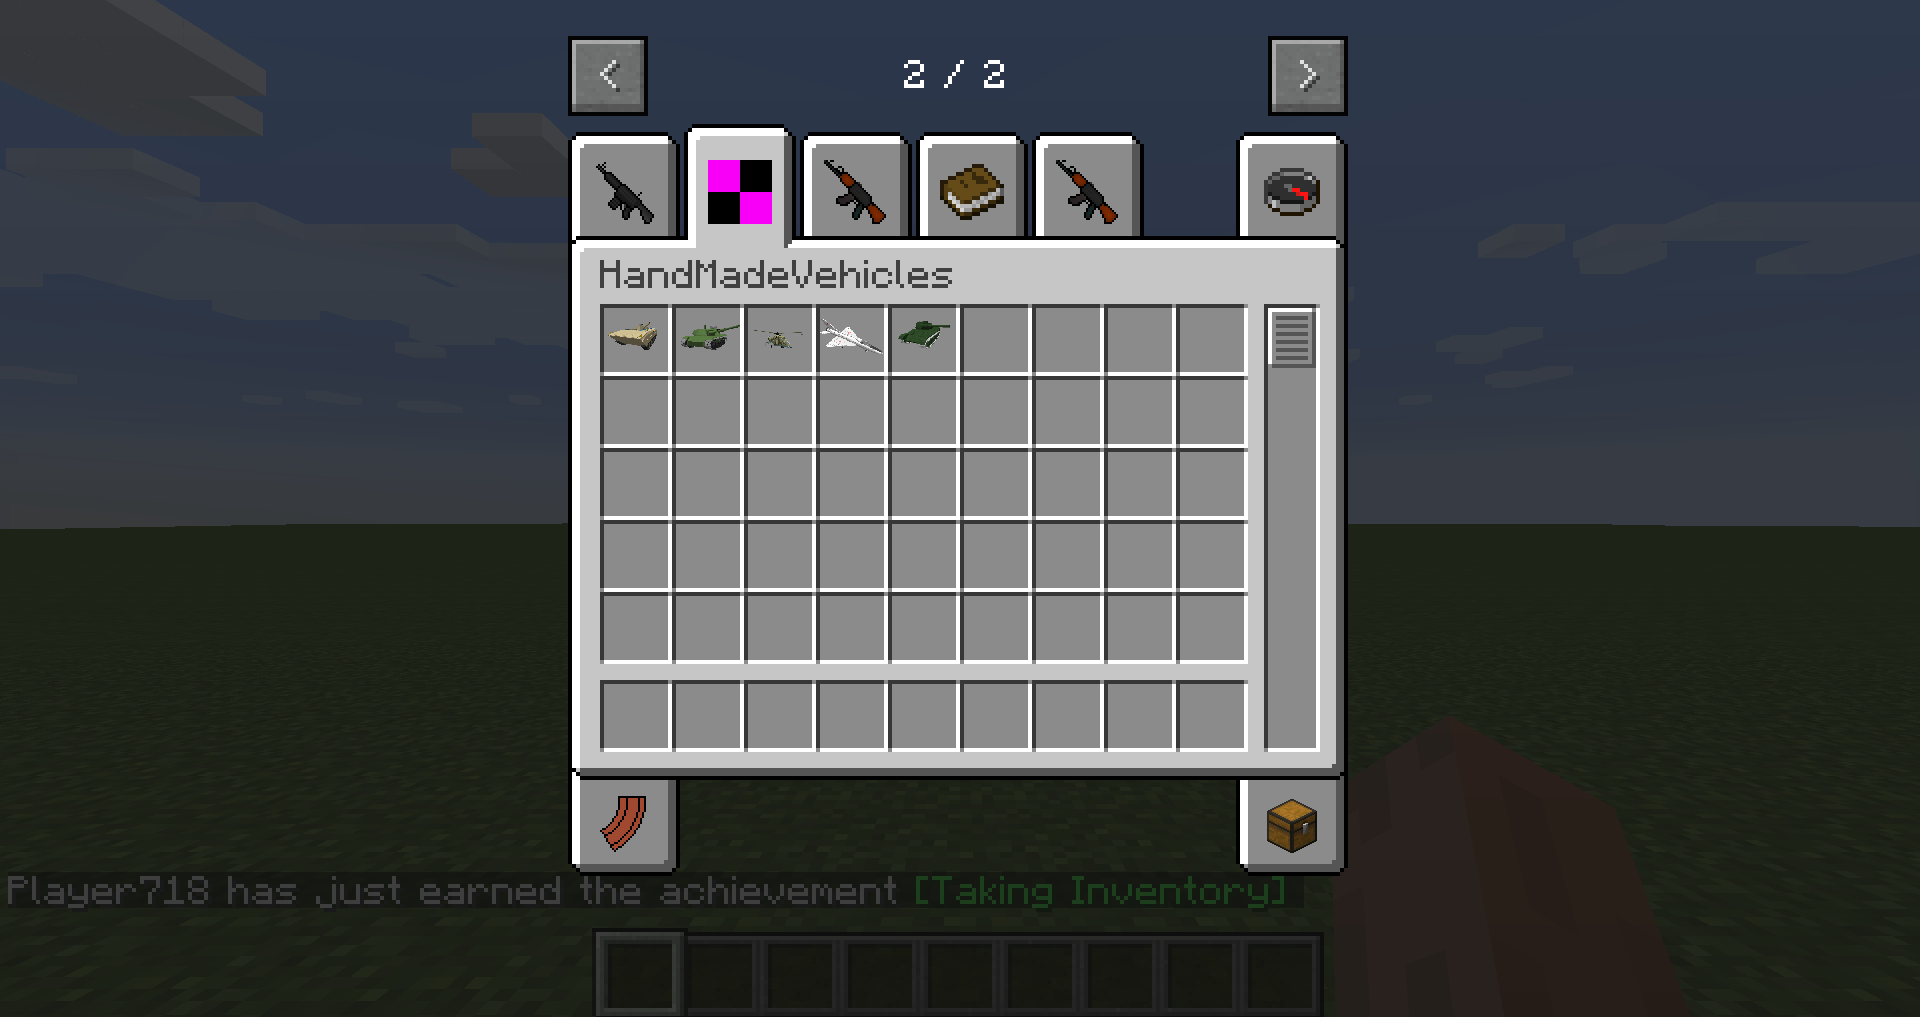 <
2 / 2
>
HandMadeVehicles
Player718 has just earned the achievement [Taking Inventory]